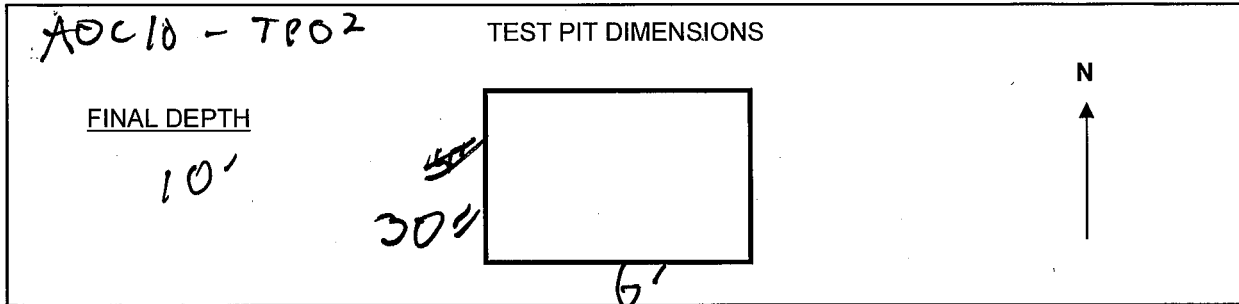 AOC10 - TP02
TEST PIT DIMENSIONS
N
FINAL DEPTH
10'
30"
6'